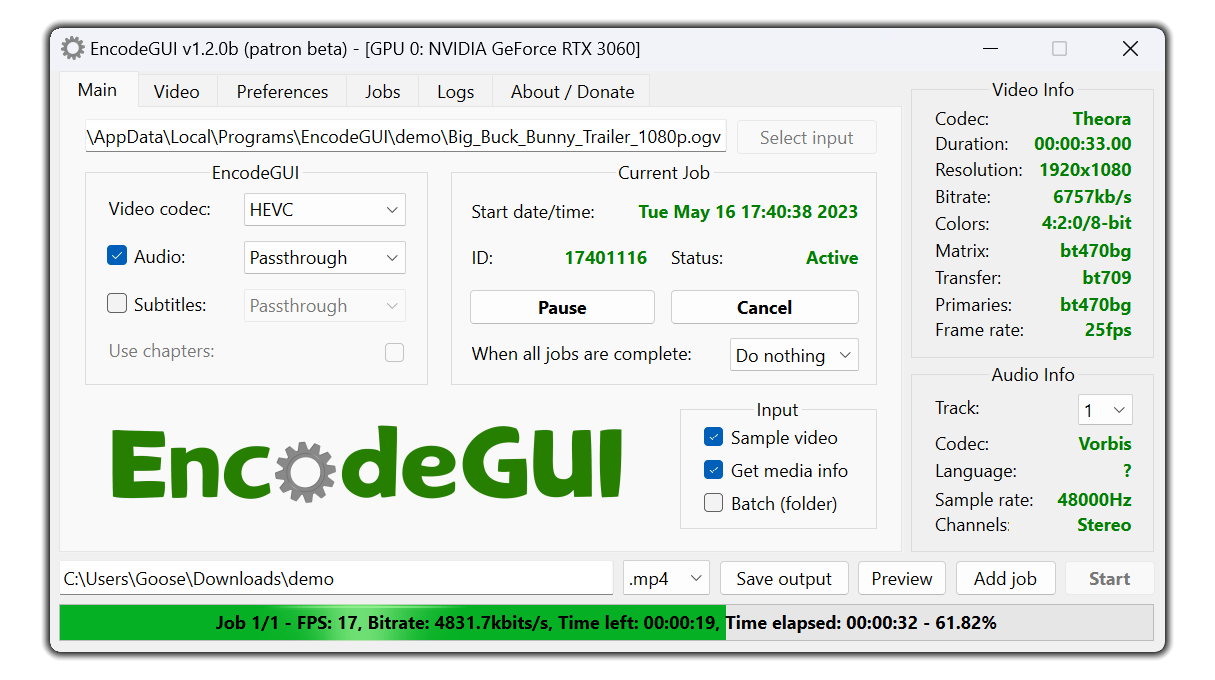 EncodeGUI v1.2.0b (patron beta) - [GPU 0: NVIDIA GeForce RTX 3060]
Main Video Preferences Jobs Logs About / Donate
\AppData\Local\Programs\EncodeGUI\demo\Big_Buck_Bunny_Trailer_1080p.ogv Select input
EncodeGUI
Video codec: HEVC
Audio: Passthrough
Subtitles: Passthrough
Use chapters:
Current Job
Start date/time: Tue May 16 17:40:38 2023
ID: 17401116 Status: Active
Pause Cancel
When all jobs are complete: Do nothing
EncodeGUI
Input
Sample video
Get media info
Batch (folder)
Video Info
Codec: Theora
Duration: 00:00:33.00
Resolution: 1920x1080
Bitrate: 6757kb/s
Colors: 4:2:0/8-bit
Matrix: bt470bg
Transfer: bt709
Primaries: bt470bg
Frame rate: 25fps
Audio Info
Track: 1
Codec: Vorbis
Language: ?
Sample rate: 48000Hz
Channels: Stereo
C:\Users\Goose\Downloads\demo .mp4 Save output Preview Add job Start
Job 1/1 - FPS: 17, Bitrate: 4831.7kbits/s, Time left: 00:00:19, Time elapsed: 00:00:32 - 61.82%